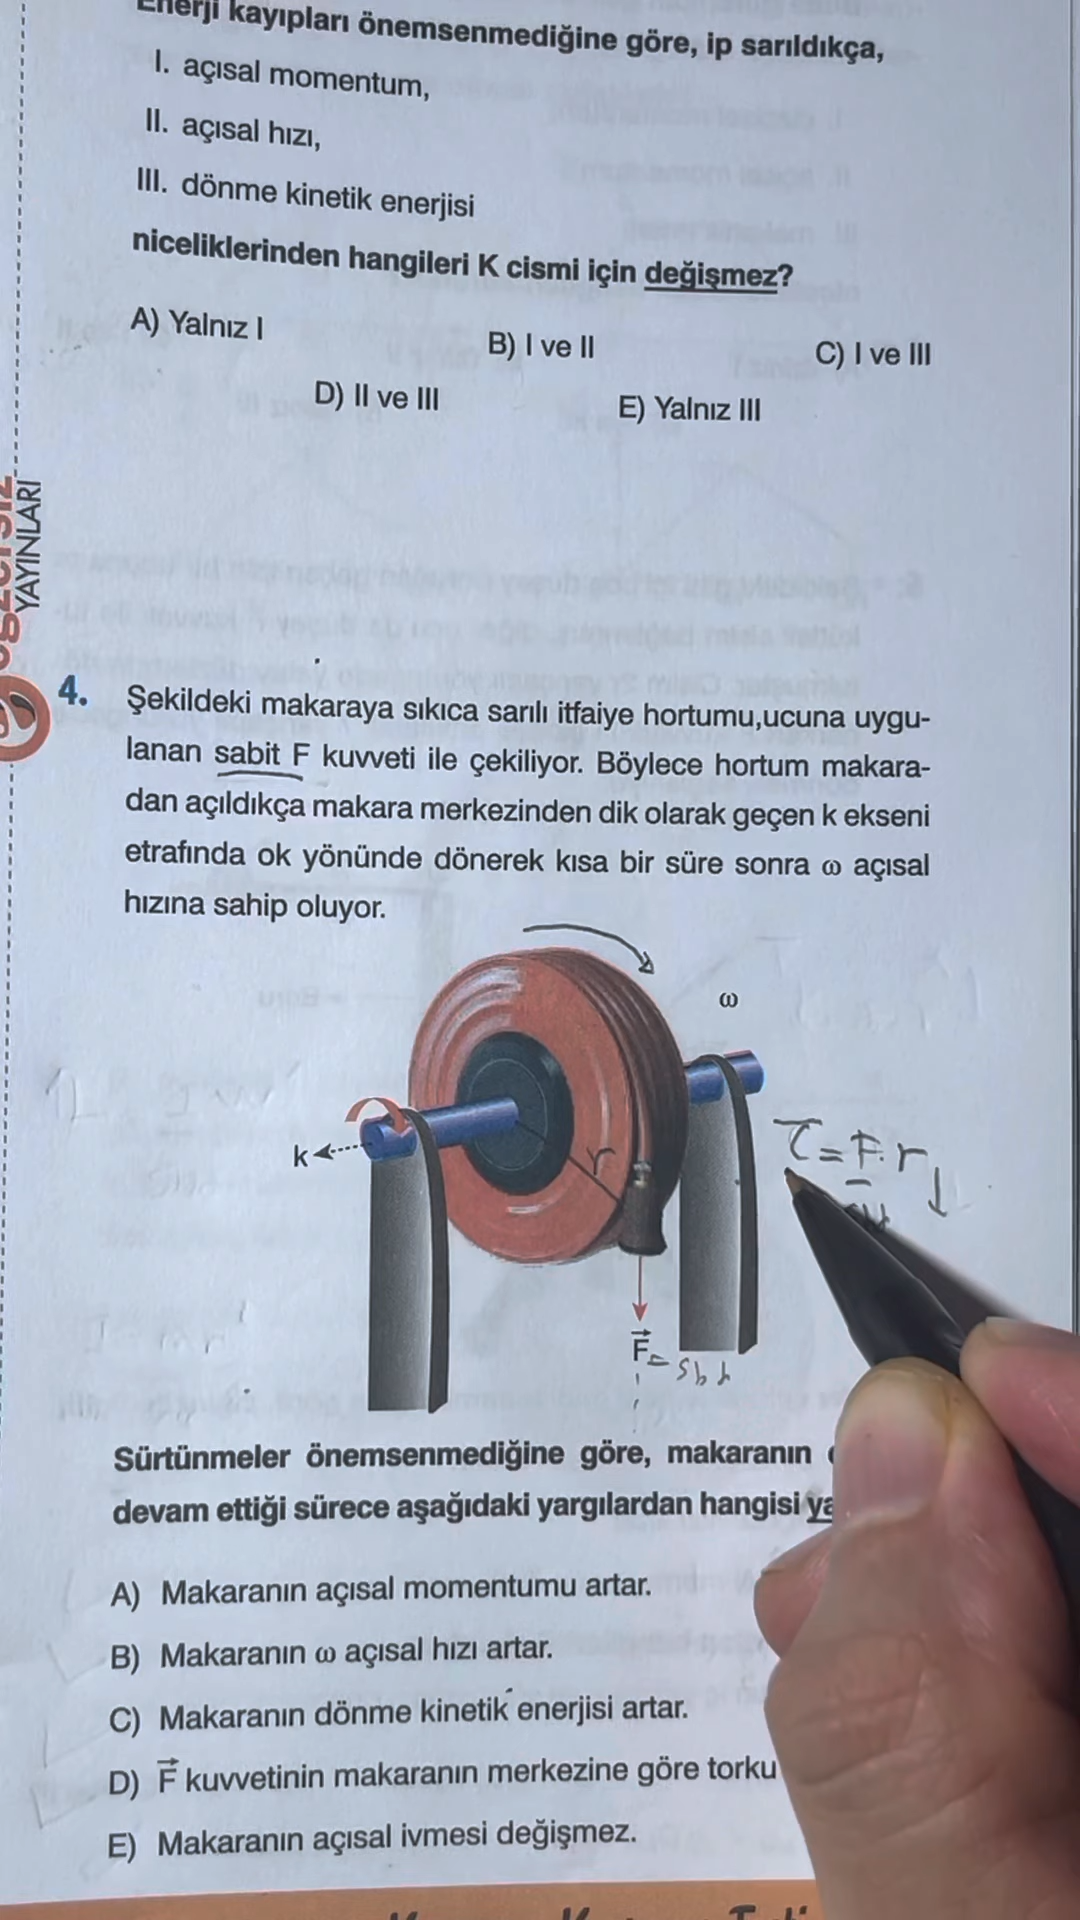 Enerji kayıpları önemsenmediğine göre, ip sarıldıkça,
I. açısal momentum,
II. açısal hızı,
III. dönme kinetik enerjisi
niceliklerinden hangileri K cismi için değişmez?
A) Yalnız I
B) I ve II
C) I ve III
D) II ve III
E) Yalnız III
YAYINLARI
4. Şekildeki makaraya sıkıca sarılı itfaiye hortumu,ucuna uygu-
lanan sabit F kuvveti ile çekiliyor. Böylece hortum makara-
dan açıldıkça makara merkezinden dik olarak geçen k ekseni
etrafında ok yönünde dönerek kısa bir süre sonra ω açısal
hızına sahip oluyor.
ω
k
r
τ = F. r ↓
F = sbt
Sürtünmeler önemsenmediğine göre, makaranın
devam ettiği sürece aşağıdaki yargılardan hangisi
A) Makaranın açısal momentumu artar.
B) Makaranın ω açısal hızı artar.
C) Makaranın dönme kinetik enerjisi artar.
D) F kuvvetinin makaranın merkezine göre torku
E) Makaranın açısal ivmesi değişmez.